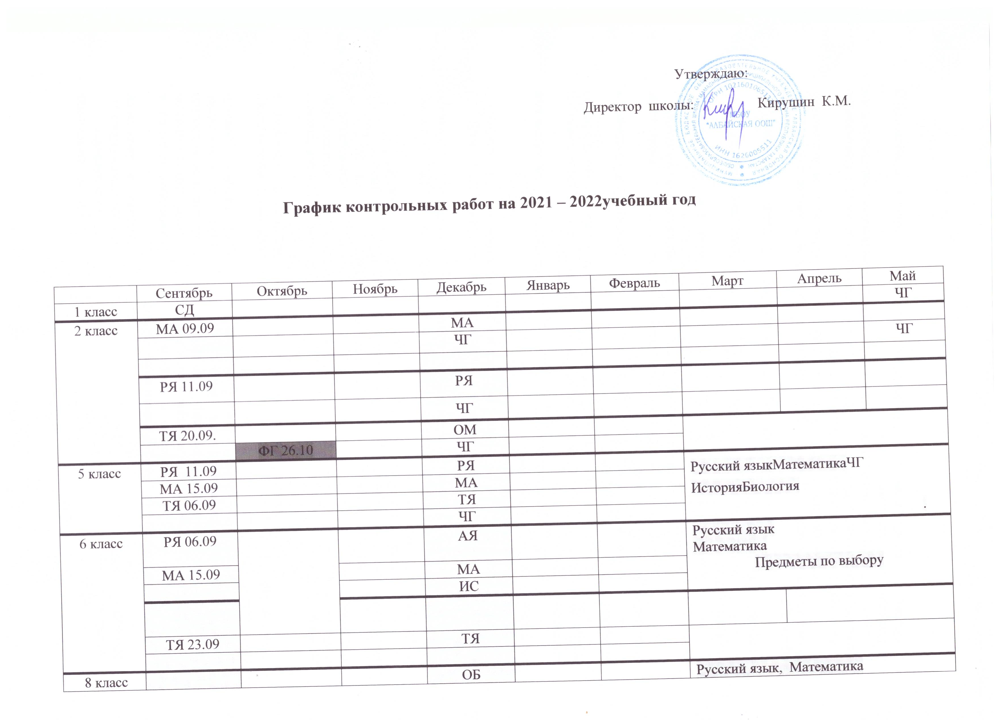 Утверждаю:
Директор школы: Кирушин К.М.
ОГРН
МБОУ
"АЛБАЙСКАЯ ООШ"
ИНН 1626005511
График контрольных работ на 2021 – 2022учебный год
Сентябрь Октябрь Ноябрь Декабрь Январь Февраль Март Апрель Май
1 класс СД ЧГ
2 класс МА 09.09 МА
ЧГ ЧГ
РЯ 11.09 РЯ
ЧГ
ТЯ 20.09. ОМ
ФГ 26.10 ЧГ
5 класс РЯ 11.09 РЯ Русский языкМатематикаЧГ
МА 15.09 МА ИсторияБиология
ТЯ 06.09 ТЯ
ЧГ .
6 класс РЯ 06.09 АЯ Русский язык
Математика
Предметы по выбору
МА 15.09 МА
ИС
ТЯ 23.09 ТЯ
8 класс ОБ Русский язык, Математика